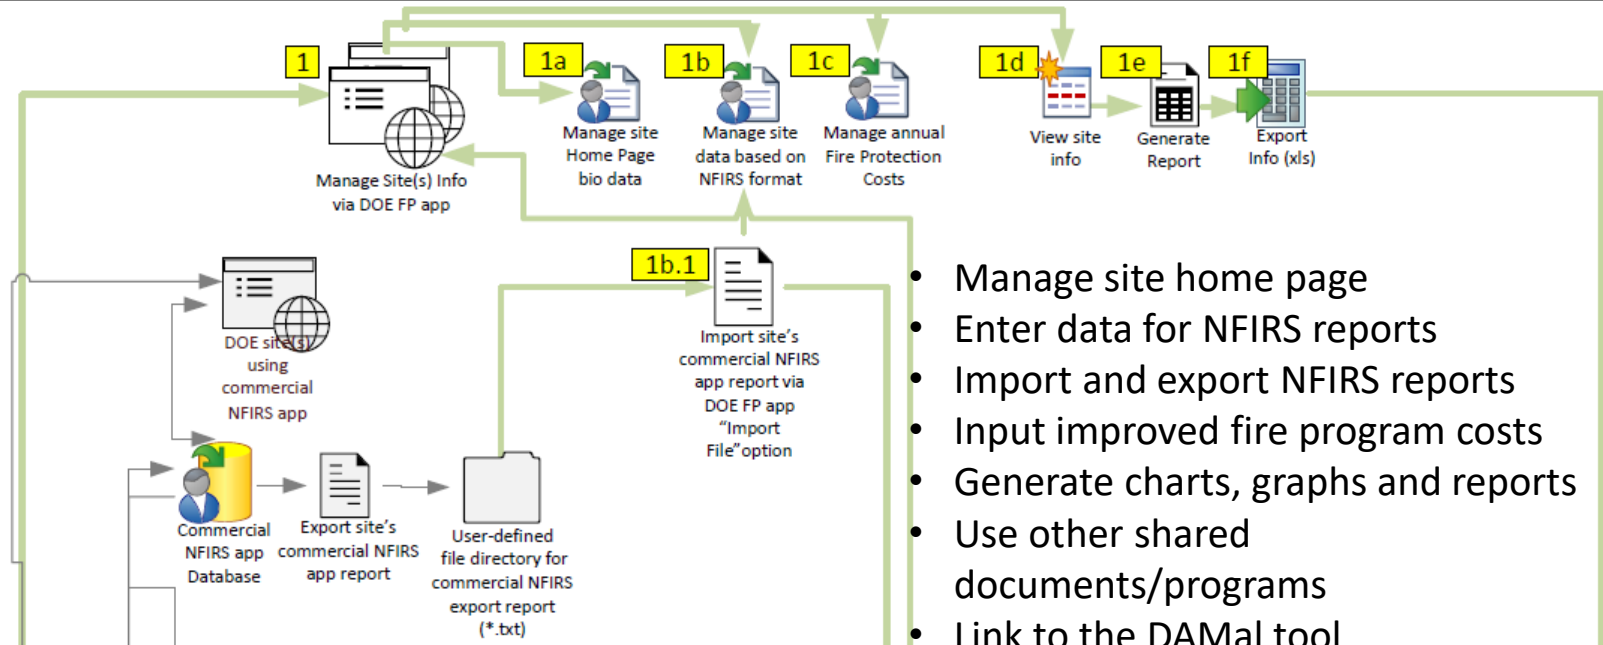 1
1a
1b
1c
1d
1e
1f
Manage Site(s) Info
via DOE FP app
Manage site
Home Page
bio data
Manage site
data based on
NFIRS format
Manage annual
Fire Protection
Costs
View site
info
Generate
Report
Export
Info (xls)
DOE site(s)
using
commercial
NFIRS app
1b.1
Import site's
commercial NFIRS
app report via
DOE FP app
“Import
File”option
Commercial
NFIRS app
Database
Export site's
commercial NFIRS
app report
User-defined
file directory for
commercial NFIRS
export report
(*.txt)
• Manage site home page
• Enter data for NFIRS reports
• Import and export NFIRS reports
• Input improved fire program costs
• Generate charts, graphs and reports
• Use other shared
documents/programs
• Link to the DAMal tool